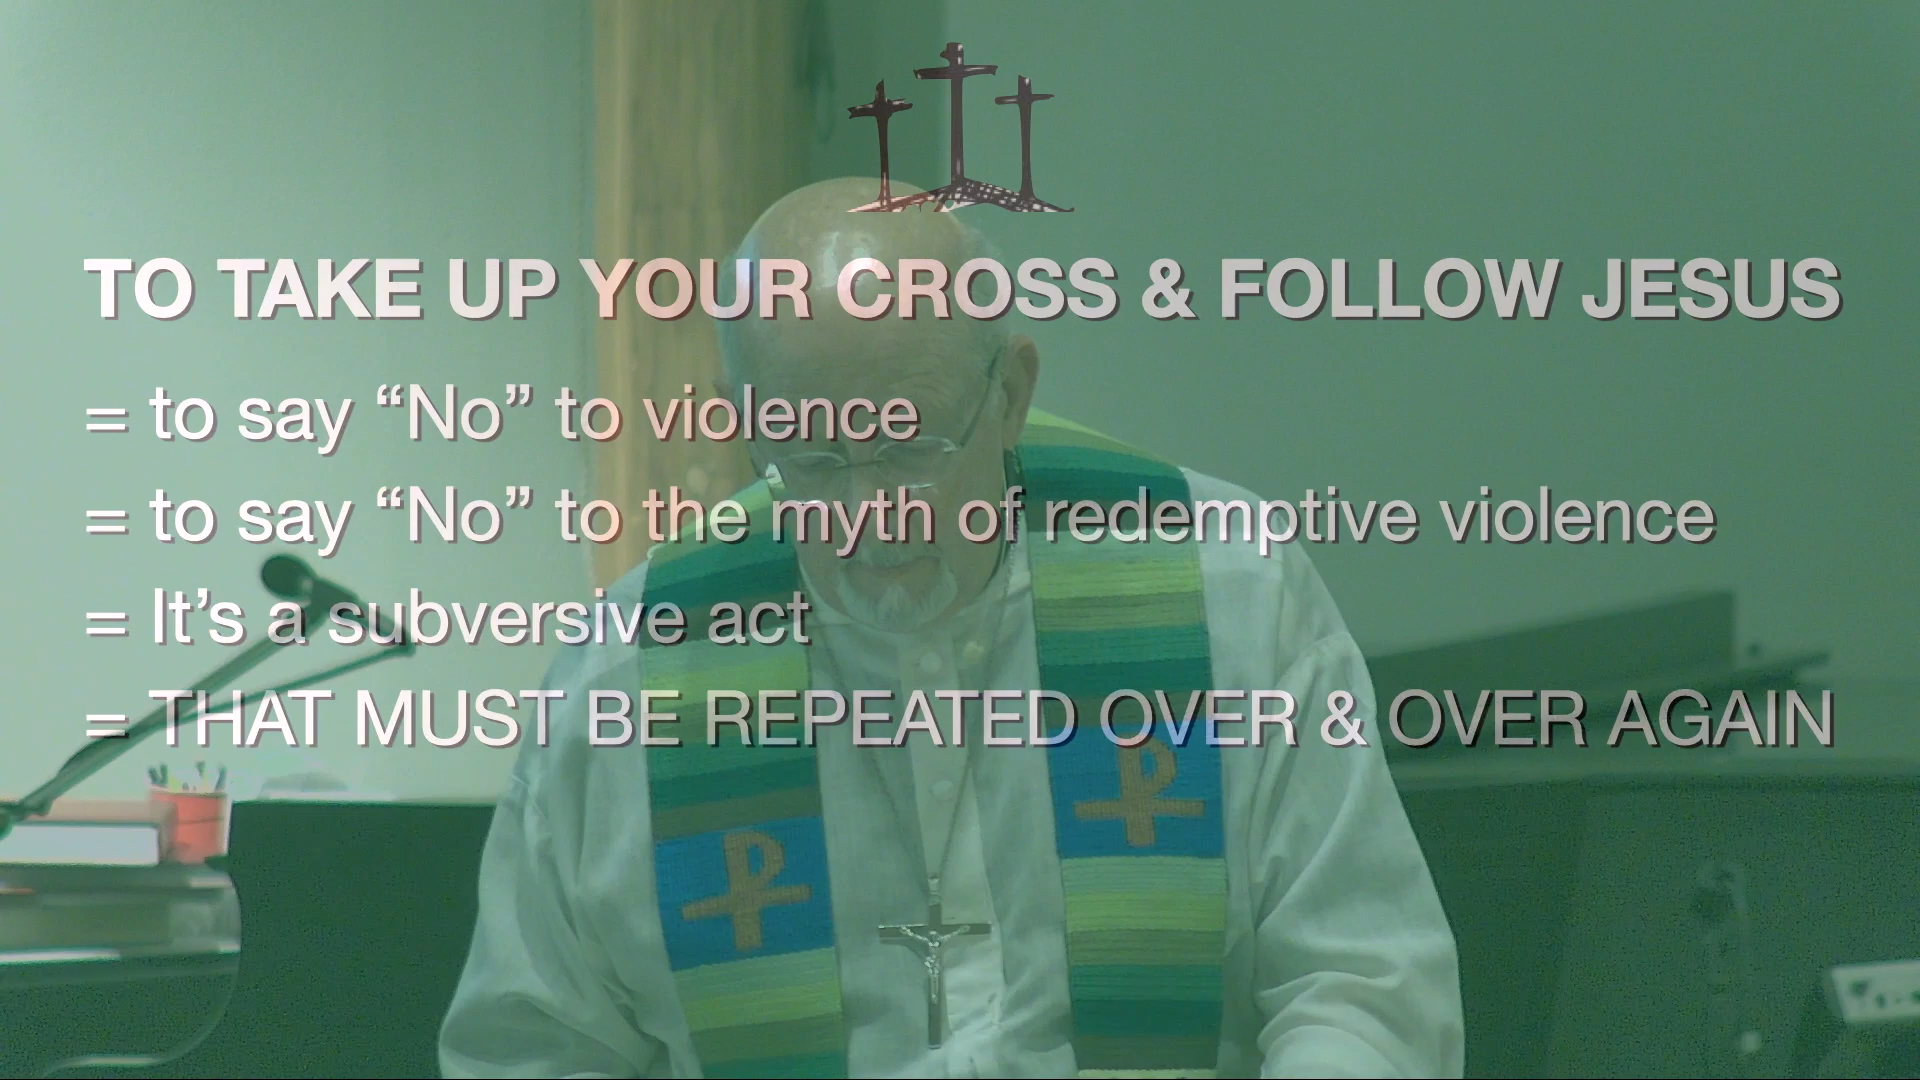 TO TAKE UP YOUR CROSS & FOLLOW JESUS
= to say “No” to violence
= to say “No” to the myth of redemptive violence
= It’s a subversive act
= THAT MUST BE REPEATED OVER & OVER AGAIN